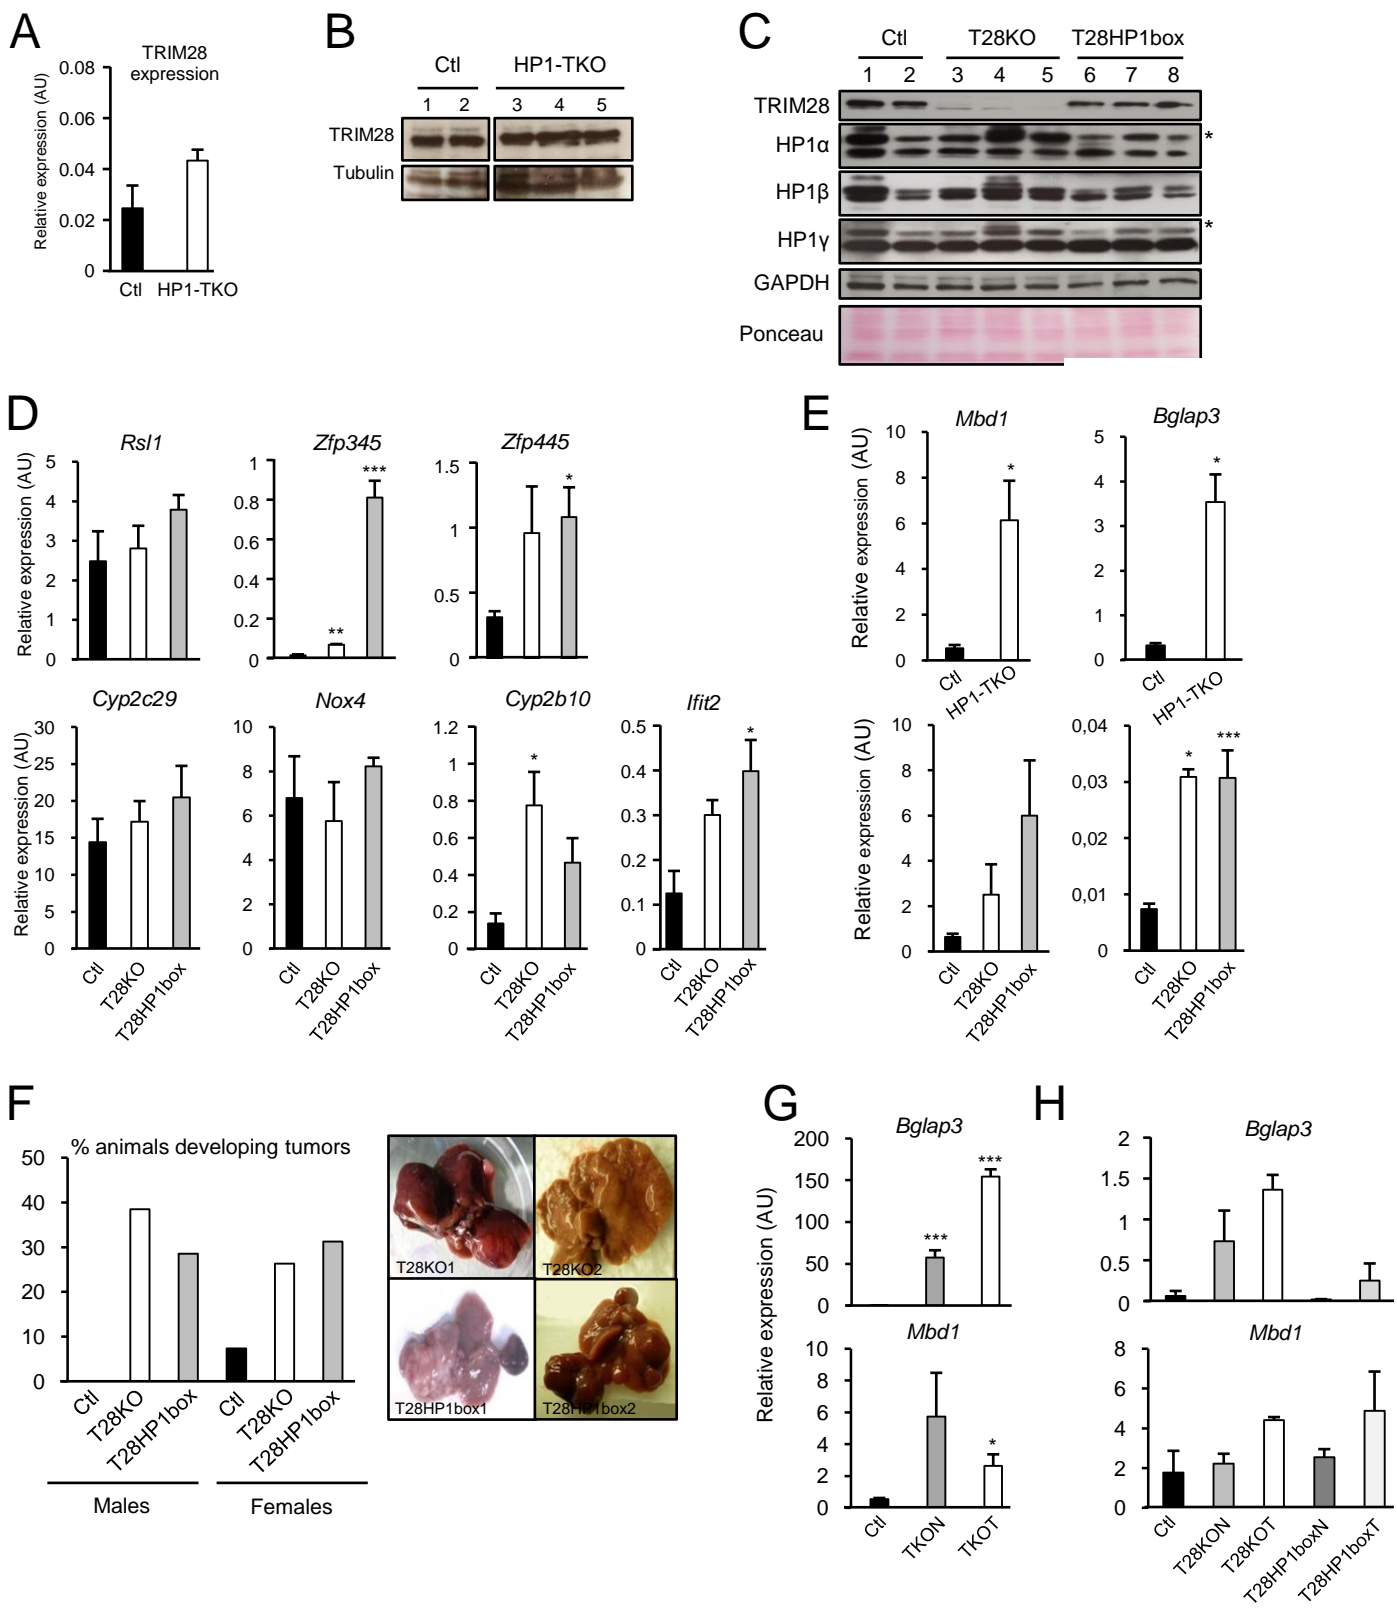 A
TRIM28
expression
Relative expression (AU)
0.08
0.06
0.04
0.02
0
Ctl HP1-TKO
B
Ctl HP1-TKO
1 2 3 4 5
TRIM28
Tubulin
C
Ctl T28KO T28HP1box
1 2 3 4 5 6 7 8
TRIM28
HP1α *
HP1β
HP1γ *
GAPDH
Ponceau
D
Rsl1
Relative expression (AU)
5
4
3
2
1
0
Zfp345
1
0.8
0.6
0.4
0.2
0
**
***
Zfp445
1.5
1
0.5
0
*
Cyp2c29
Relative expression (AU)
30
25
20
15
10
5
0
Ctl
T28KO
T28HP1box
Nox4
10
8
6
4
2
0
Ctl
T28KO
T28HP1box
Cyp2b10
1.2
1
0.8
0.6
0.4
0.2
0
*
Ctl
T28KO
T28HP1box
Ifit2
0.5
0.4
0.3
0.2
0.1
0
*
Ctl
T28KO
T28HP1box
E
Mbd1
Relative expression (AU)
10
8
6
4
2
0
*
Ctl
HP1-TKO
Bglap3
5
4
3
2
1
0
*
Ctl
HP1-TKO
Relative expression (AU)
10
8
6
4
2
0
Ctl
T28KO
T28HP1box
0,04
0,03
0,02
0,01
0
*
***
Ctl
T28KO
T28HP1box
F
% animals developing tumors
50
40
30
20
10
0
Ctl
T28KO
T28HP1box
Ctl
T28KO
T28HP1box
Males Females
T28KO1 T28KO2
T28HP1box1 T28HP1box2
G
Relative expression (AU)
Bglap3
200
150
100
50
0
***
***
Mbd1
10
8
6
4
2
0
*
Ctl
TKON
TKOT
H
Bglap3
2
1.5
1
0.5
0
Mbd1
8
6
4
2
0
Ctl
T28KON
T28KOT
T28HP1boxN
T28HP1boxT